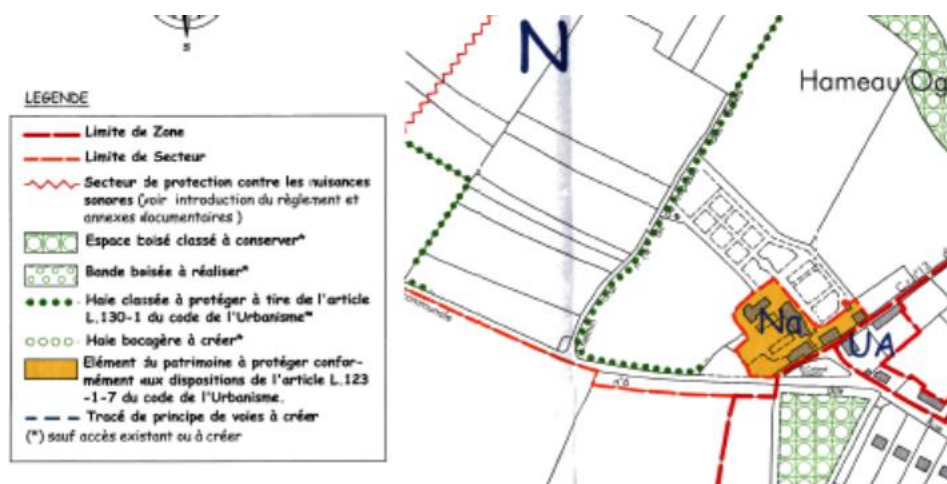 S
LEGENDE
Limite de Zone
Limite de Secteur
Secteur de protection contre les nuisances
sonores (voir introduction du règlement et
annexes documentaires )
Espace boisé classé à conserver*
Bande boisée à réaliser*
Haie classée à protéger à tire de l'article
L.130-1 du code de l'Urbanisme*
Haie bocagère à créer*
Elément du patrimoine à protéger confor-
mément aux dispositions de l'article L.123
-1-7 du code de l'Urbanisme.
Tracé de principe de voies à créer
(*) sauf accès existant ou à créer
N
Hameau Og
Na
UA
n°6